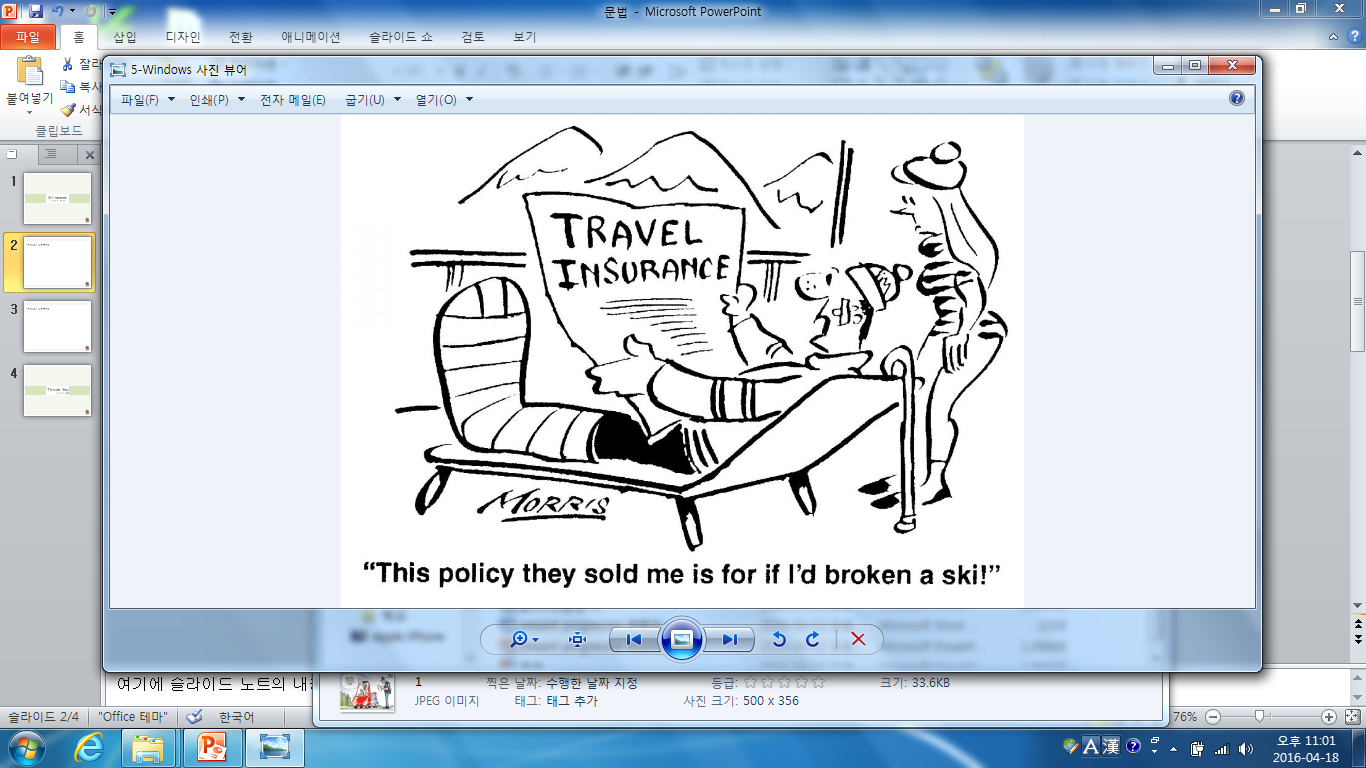 문법 - Microsoft PowerPoint
파일 홈 삽입 디자인 전환 애니메이션 슬라이드 쇼 검토 보기
붙여넣기
클립보드
5-Windows 사진 뷰어
파일(F) 인쇄(P) 전자 메일(E) 굽기(U) 열기(O)
1
2
3
4
TRAVEL
INSURANCE
MORRIS
“This policy they sold me is for if I’d broken a ski!”
여기에 슬라이드 노트의
1 찍은 날짜: 수행한 날짜 지정 등급: 크기: 33.6KB
JPEG 이미지 태그: 태그 추가 사진 크기: 500 x 356
슬라이드 2/4 "Office 테마" 한국어 76%
A 漢 오후 11:01
2016-04-18